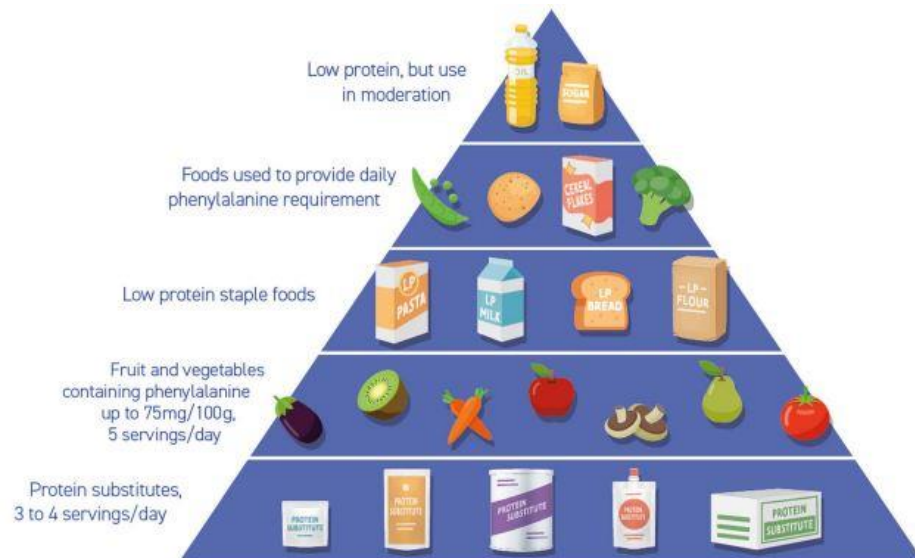 Low protein, but use
in moderation
OIL
SUGAR
Foods used to provide daily
phenylalanine requirement
CEREAL
FLAKES
Low protein staple foods
LP
PASTA
LP
MILK
LP
BREAD
LP
FLOUR
Fruit and vegetables
containing phenylalanine
up to 75mg/100g,
5 servings/day
Protein substitutes,
3 to 4 servings/day
PROTEIN
SUBSTITUTE
PROTEIN
SUBSTITUTE
PROTEIN
SUBSTITUTE
PROTEIN
SUBSTITUTE
PROTEIN
SUBSTITUTE